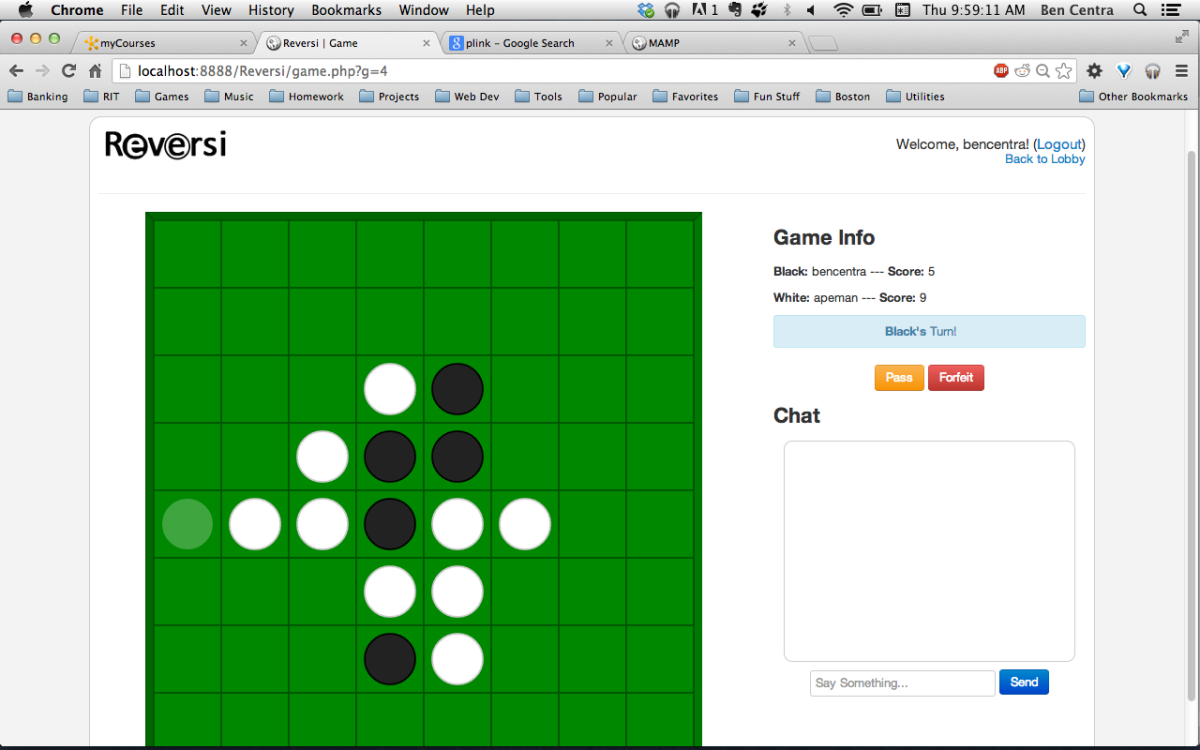 Chrome File Edit View History Bookmarks Window Help 1 Thu 9:59:11 AM Ben Centra
myCourses Reversi | Game plink - Google Search MAMP
localhost:8888/Reversi/game.php?g=4 ABP
Banking RIT Games Music Homework Projects Web Dev Tools Popular Favorites Fun Stuff Boston Utilities Other Bookmarks
Reversi
Welcome, bencentra! (Logout)
Back to Lobby
Game Info
Black: bencentra --- Score: 5
White: apeman --- Score: 9
Black's Turn!
Pass Forfeit
Chat
Say Something... Send